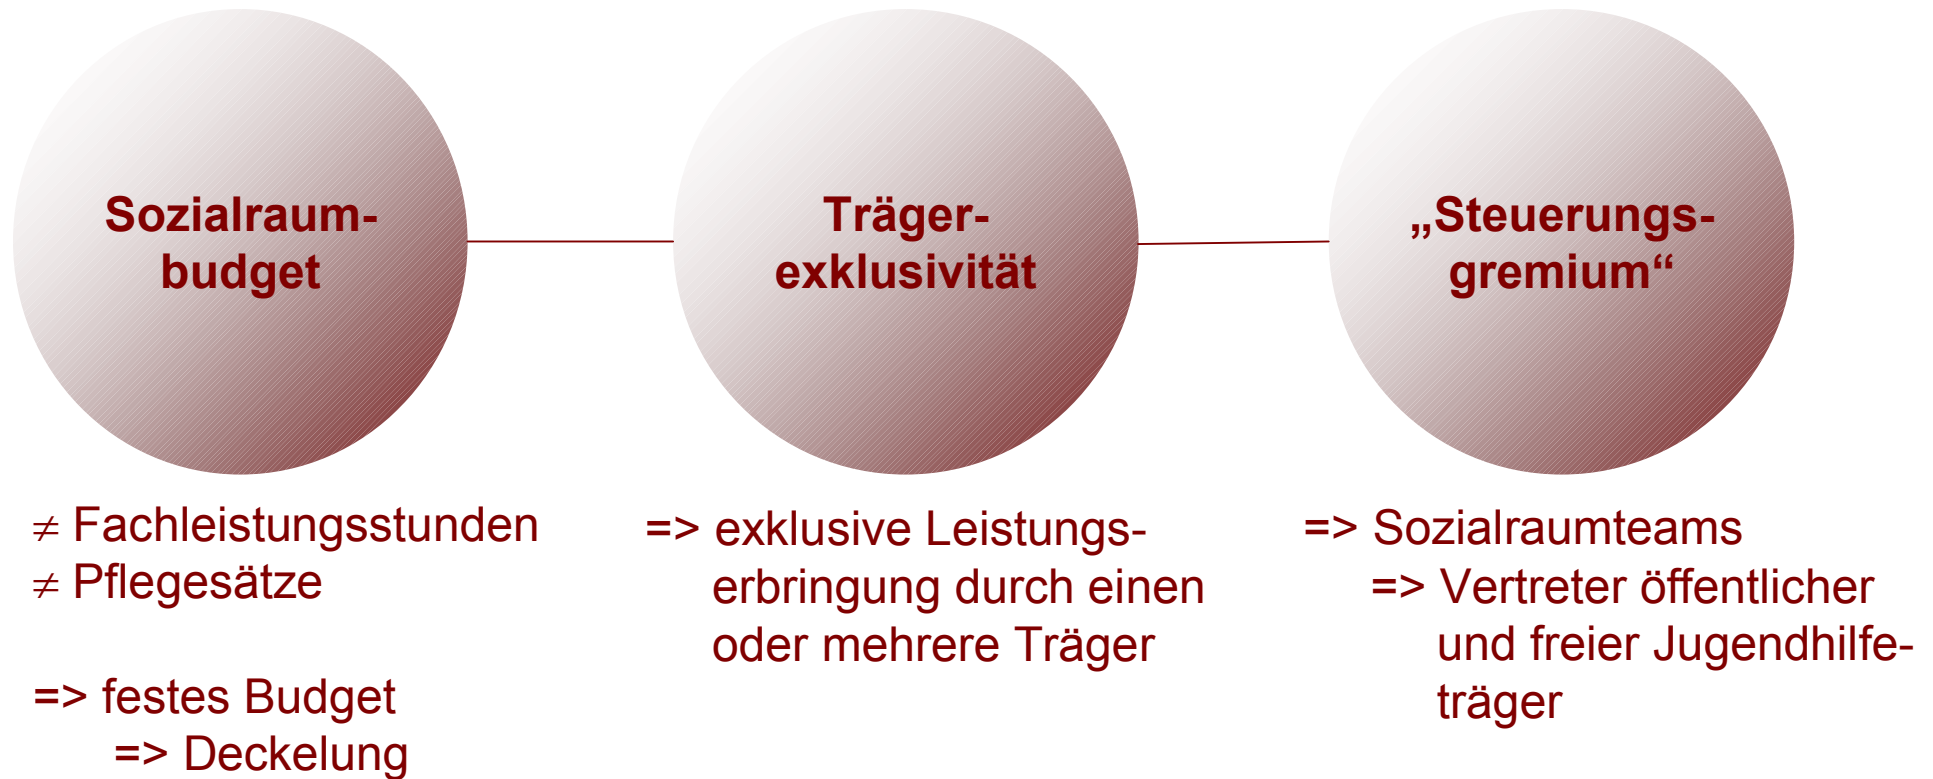 Sozialraum-
budget
≠ Fachleistungsstunden
≠ Pflegesätze
=> festes Budget
=> Deckelung
Träger-
exklusivität
=> exklusive Leistungs-
erbringung durch einen
oder mehrere Träger
„Steuerungs-
gremium“
=> Sozialraumteams
=> Vertreter öffentlicher
und freier Jugendhilfe-
träger